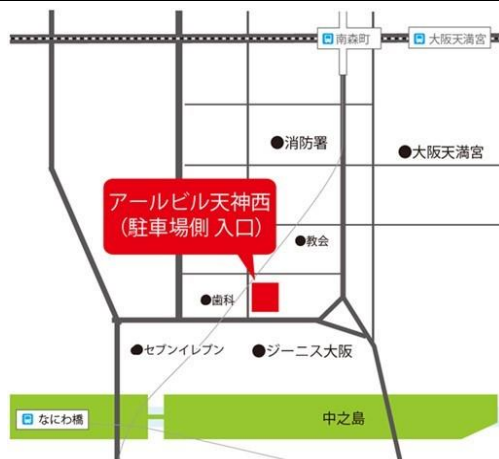 南森町
大阪天満宮
●消防署
●大阪天満宮
アールビル天神西
（駐車場側 入口）
●教会
●歯科
●セブンイレブン
●ジーニス大阪
なにわ橋
中之島